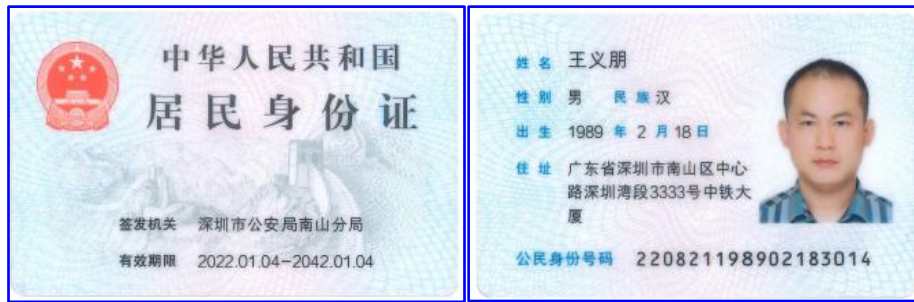 中华人民共和国
居民身份证
签发机关 深圳市公安局南山分局
有效期限 2022.01.04-2042.01.04
姓名 王义朋
性别 男 民族 汉
出生 1989 年 2 月 18 日
住址 广东省深圳市南山区中心
路深圳湾段3333号中铁大
厦
公民身份号码 220821198902183014